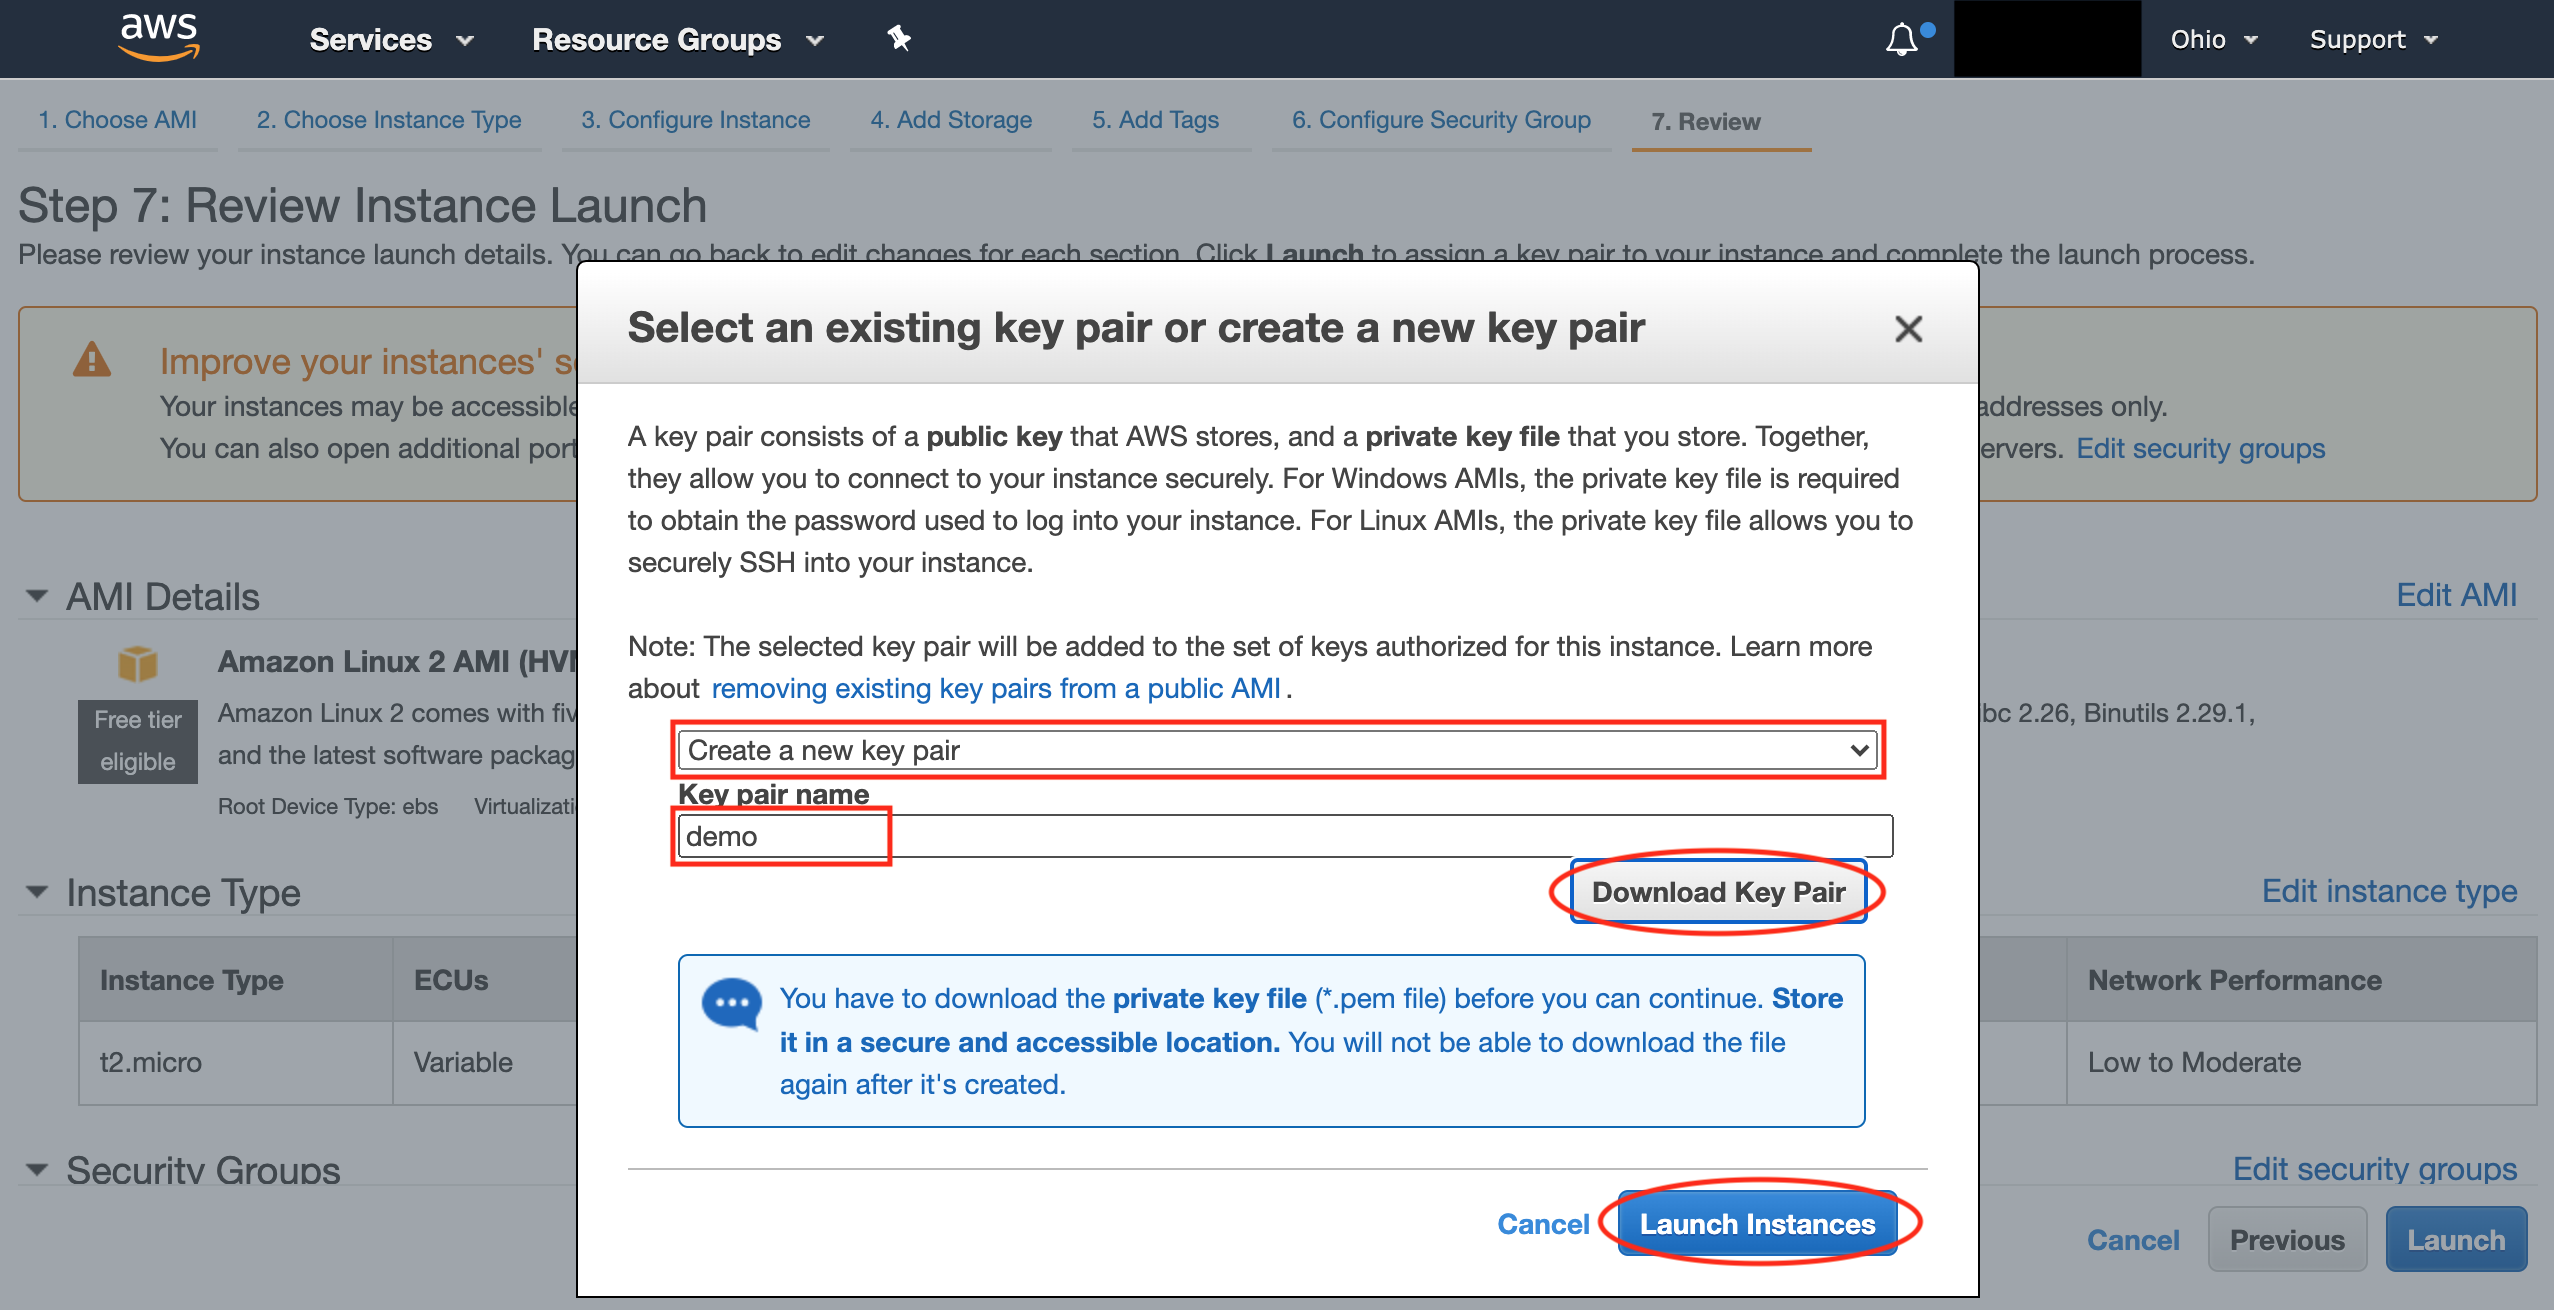 aws
Services
Resource Groups
Ohio
Support
1. Choose AMI
2. Choose Instance Type
3. Configure Instance
4. Add Storage
5. Add Tags
6. Configure Security Group
7. Review
Step 7: Review Instance Launch
Please review your instance launch details. You can go back to edit changes for each section. Click Launch to assign a key pair to your instance and complete the launch process.
Improve your instances'
Your instances may be accessible
addresses only.
You can also open additional
Edit security groups
Select an existing key pair or create a new key pair
A key pair consists of a public key that AWS stores, and a private key file that you store. Together,
they allow you to connect to your instance securely. For Windows AMIs, the private key file is required
to obtain the password used to log into your instance. For Linux AMIs, the private key file allows you to
securely SSH into your instance.
Note: The selected key pair will be added to the set of keys authorized for this instance. Learn more
about removing existing key pairs from a public AMI .
Create a new key pair
Key pair name
demo
Download Key Pair
You have to download the private key file (*.pem file) before you can continue. Store
it in a secure and accessible location. You will not be able to download the file
again after it's created.
Cancel
Launch Instances
AMI Details
Edit AMI
Amazon Linux 2 AMI
Free tier
eligible
Amazon Linux 2 comes with
2.26, Binutils 2.29.1,
and the latest software
Root Device Type: ebs
Instance Type
Edit instance type
Instance Type
ECUs
Network Performance
t2.micro
Variable
Low to Moderate
Security Groups
Edit security groups
Cancel
Previous
Launch